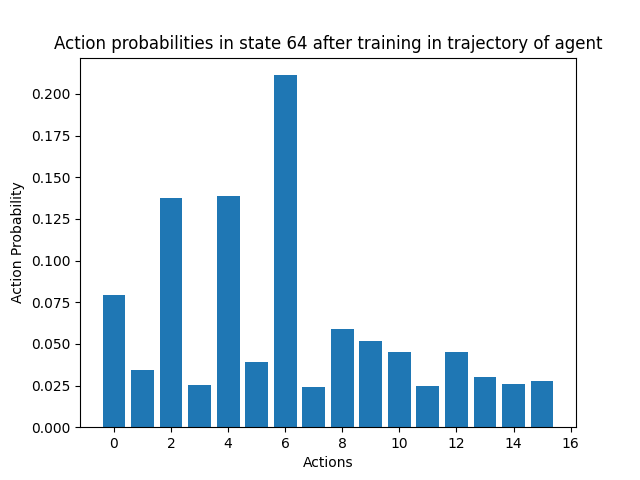 Action probabilities in state 64 after training in trajectory of agent
0.200
0.175
0.150
0.125
0.100
0.075
0.050
0.025
0.000
Action Probability
0 2 4 6 8 10 12 14 16
Actions